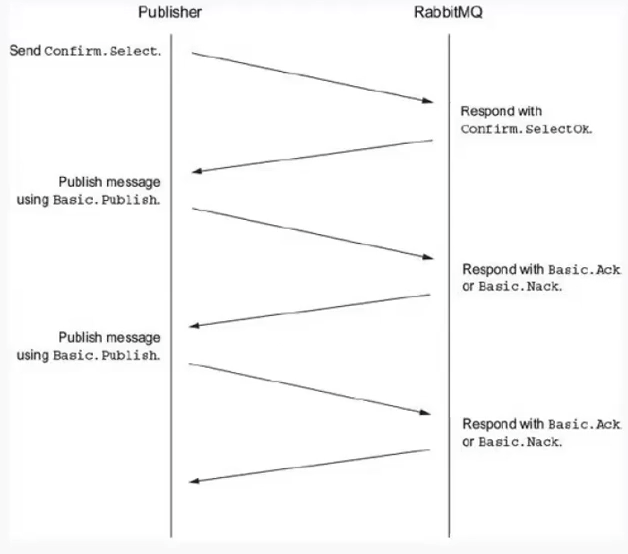 Publisher
RabbitMQ
Send Confirm.Select.
Respond with
Confirm.SelectOk.
Publish message
using Basic.Publish.
Respond with Basic.Ack
or Basic.Nack.
Publish message
using Basic.Publish.
Respond with Basic.Ack
or Basic.Nack.